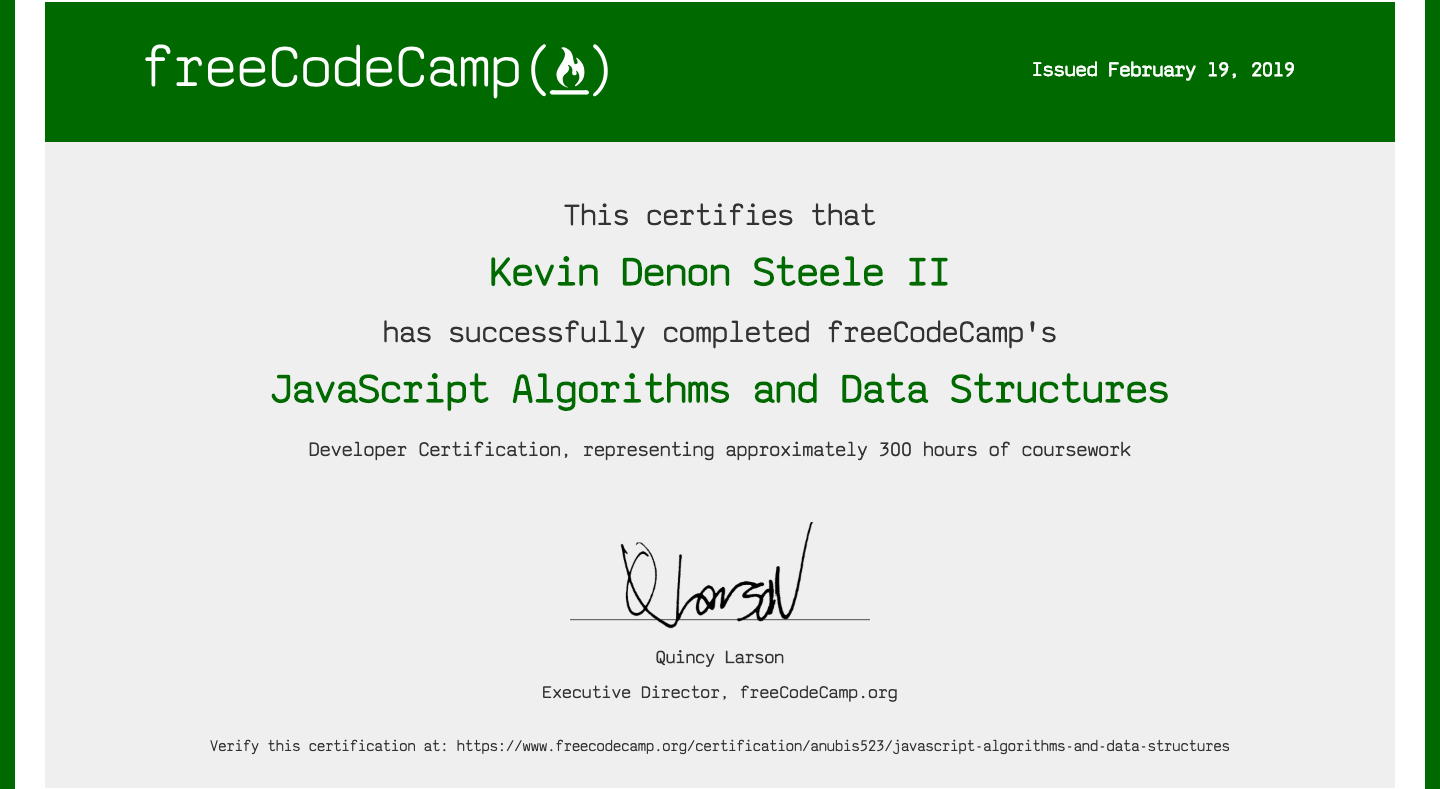 freeCodeCamp(🔥)
Issued February 19, 2019
This certifies that
Kevin Denon Steele II
has successfully completed freeCodeCamp's
JavaScript Algorithms and Data Structures
Developer Certification, representing approximately 300 hours of coursework
Q Larson
Quincy Larson
Executive Director, freeCodeCamp.org
Verify this certification at: https://www.freecodecamp.org/certification/anubis523/javascript-algorithms-and-data-structures